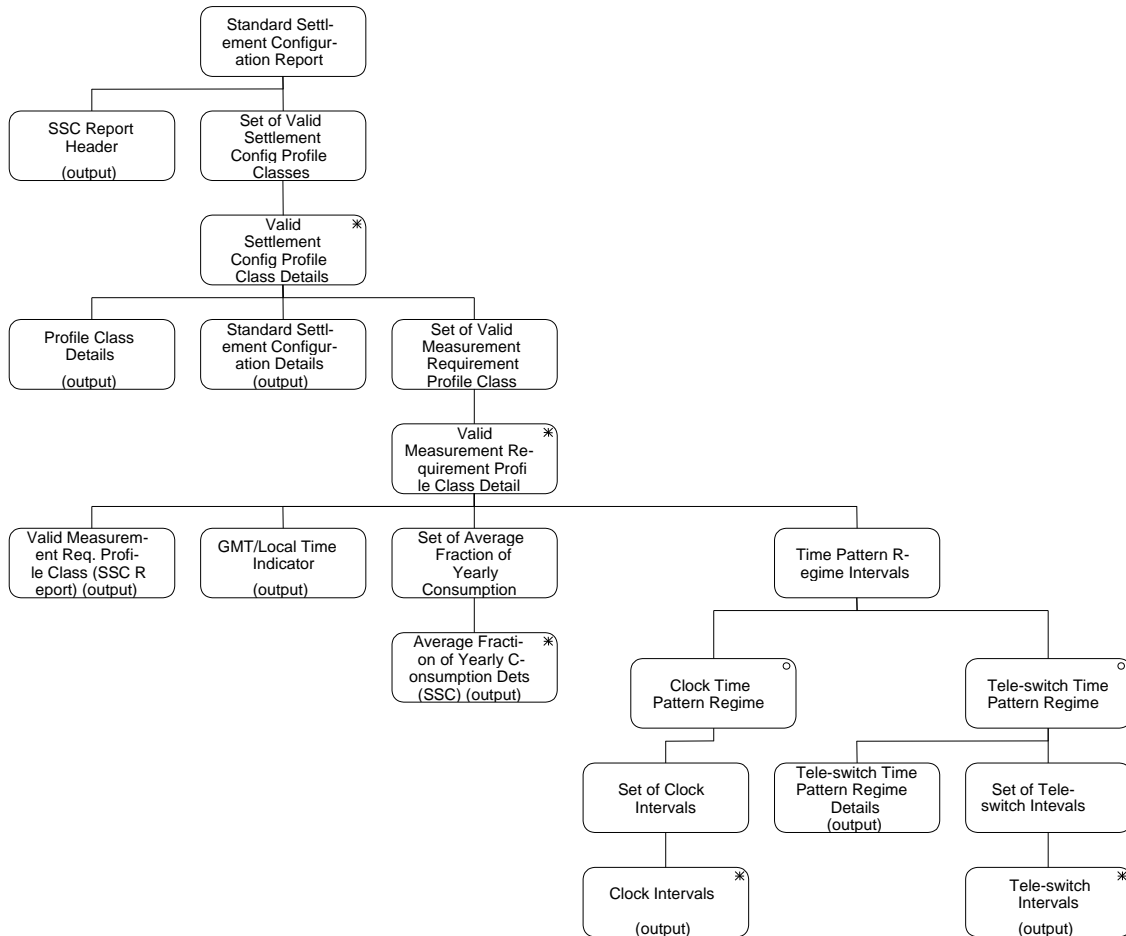 Standard Settl-
ement Configur-
ation Report
SSC Report
Header
(output)
Set of Valid
Settlement
Config Profile
Classes
Valid
Settlement
Config Profile
Class Details
Profile Class
Details
(output)
Standard Settl-
ement Configur-
ation Details
(output)
Set of Valid
Measurement
Requirement
Profile Class
Valid
Measurement Re-
quirement Profi
le Class Detail
Valid Measurem-
ent Req. Profi-
le Class (SSC R
eport) (output)
GMT/Local Time
Indicator
(output)
Set of Average
Fraction of
Yearly
Consumption
Time Pattern R-
egime Intervals
Average Fracti-
on of Yearly C-
onsumption Dets
(SSC) (output)
Clock Time
Pattern Regime
Tele-switch Time
Pattern Regime
Set of Clock
Intervals
Tele-switch Time
Pattern Regime
Details
(output)
Set of Tele-
switch Intevals
Clock Intervals
(output)
Tele-switch
Intervals
(output)